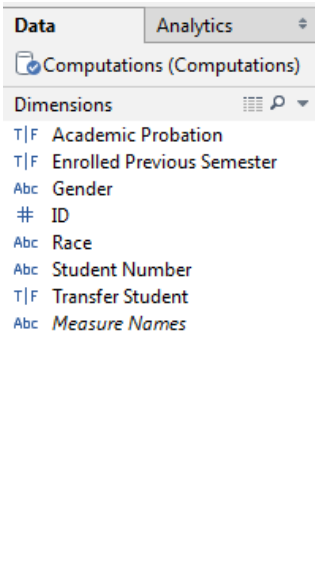 Data Analytics
Computations (Computations)
Dimensions
T|F Academic Probation
T|F Enrolled Previous Semester
Abc Gender
# ID
Abc Race
Abc Student Number
T|F Transfer Student
Abc Measure Names